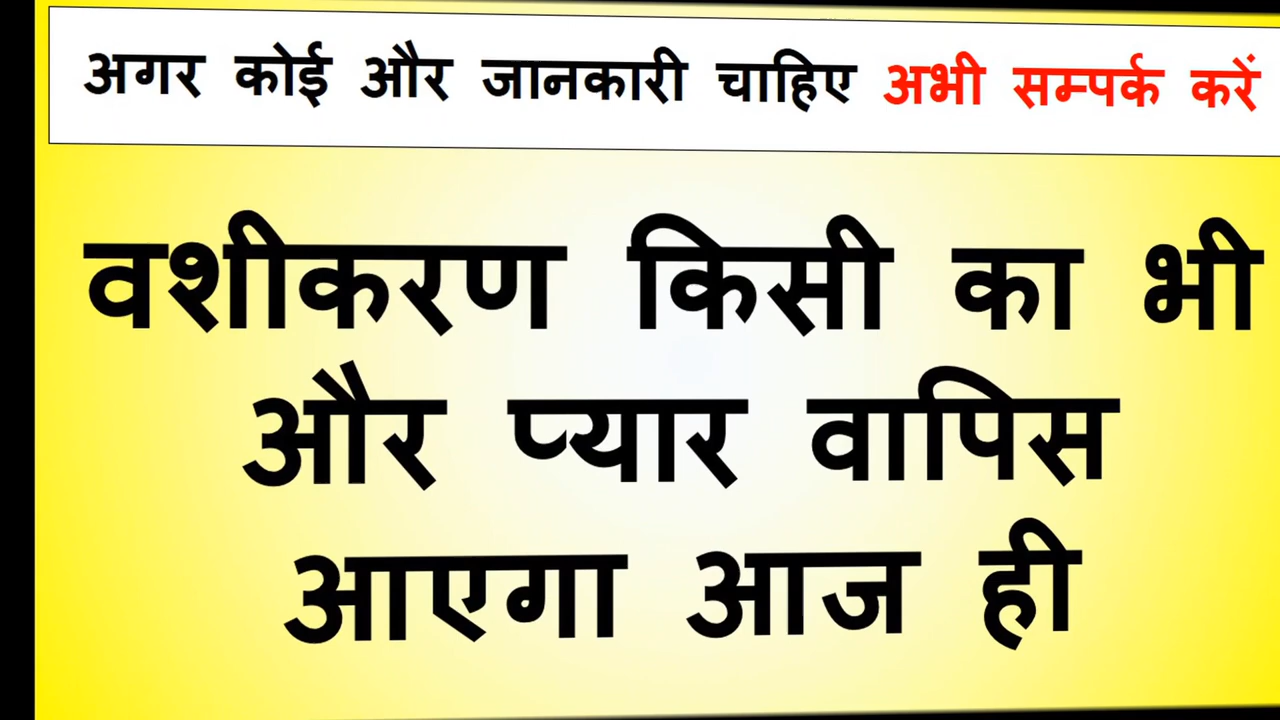 अगर कोई और जानकारी चाहिए अभी सम्पर्क करें
वशीकरण किसी का भी
और प्यार वापिस
आएगा आज ही